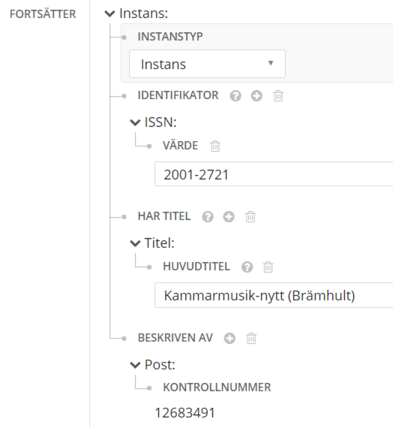 FORTSÄTTER
Instans:
INSTANSTYP
Instans
IDENTIFIKATOR
ISSN:
VÄRDE
2001-2721
HAR TITEL
Titel:
HUVUDTITEL
Kammarmusik-nytt (Brämhult)
BESKRIVEN AV
Post:
KONTROLLNUMMER
12683491